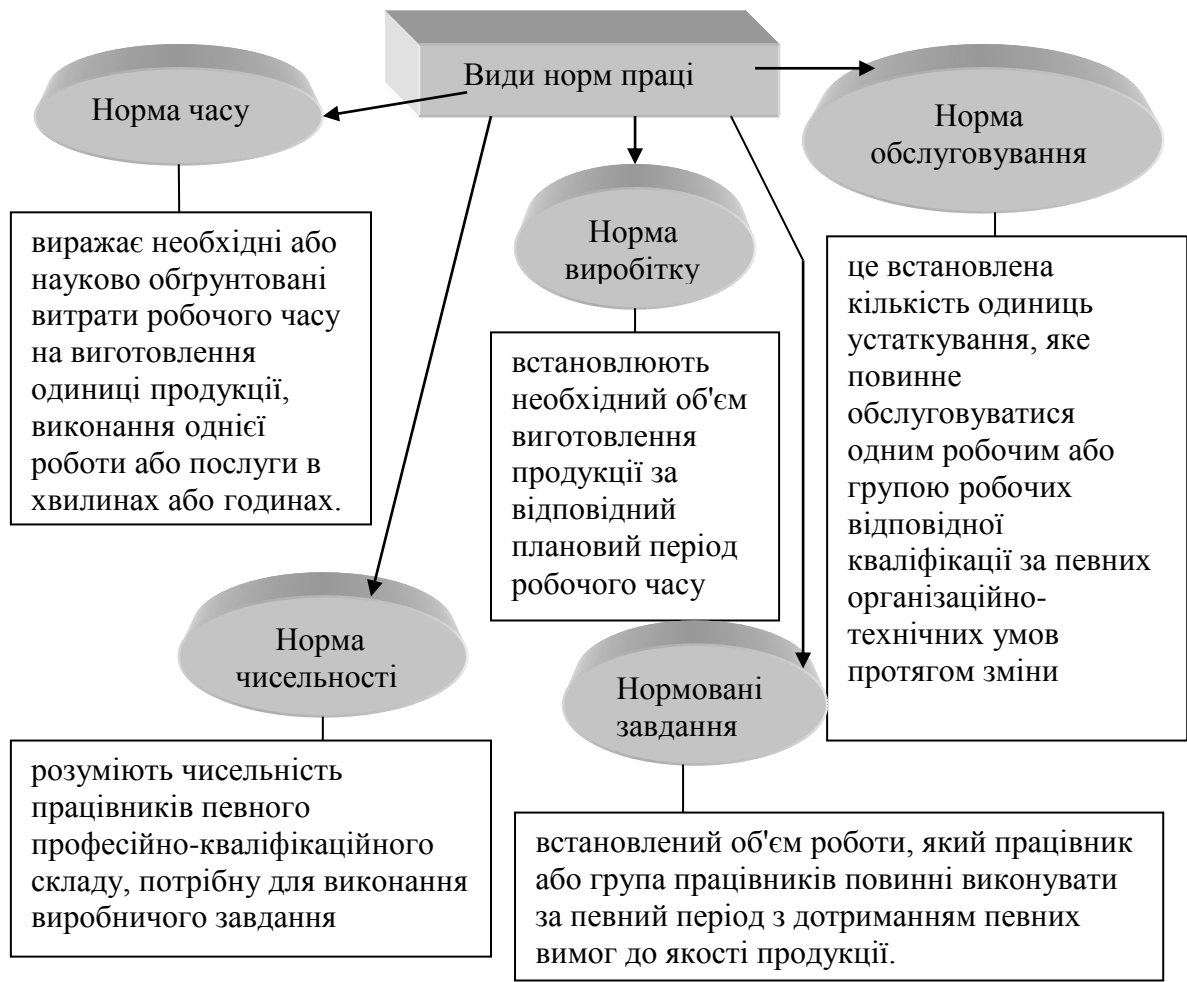 Види норм праці
Норма часу
виражає необхідні або
науково обґрунтовані
витрати робочого часу
на виготовлення
одиниці продукції,
виконання однієї
роботи або послуги в
хвилинах або годинах.
Норма
виробітку
встановлюють
необхідний об'єм
виготовлення
продукції за
відповідний
плановий період
робочого часу
Норма
обслуговування
це встановлена
кількість одиниць
устаткування, яке
повинне
обслуговуватися
одним робочим або
групою робочих
відповідної
кваліфікації за певних
організаційно-
технічних умов
протягом зміни
Норма
чисельності
розуміють чисельність
працівників певного
професійно-кваліфікаційного
складу, потрібну для виконання
виробничого завдання
Нормовані
завдання
встановлений об'єм роботи, який працівник
або група працівників повинні виконувати
за певний період з дотриманням певних
вимог до якості продукції.